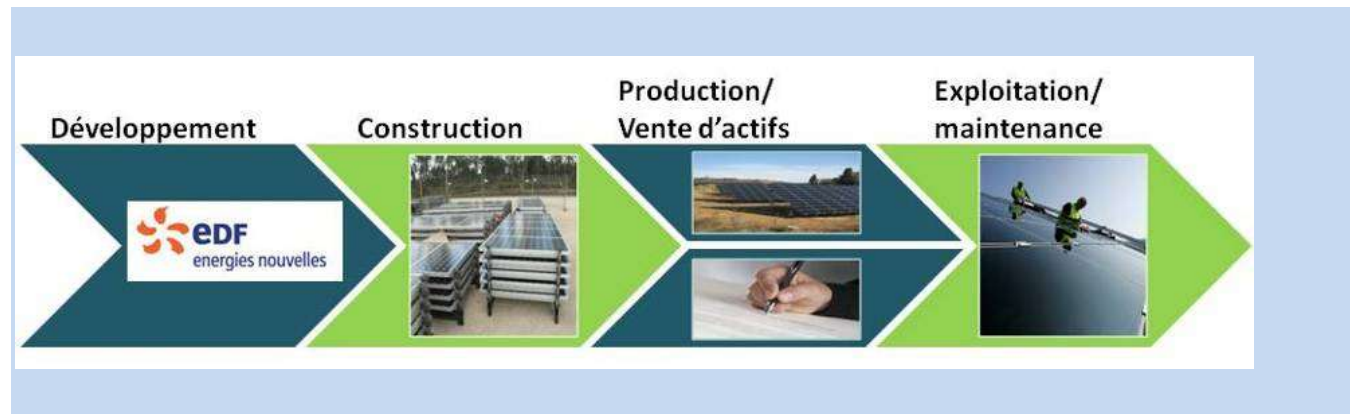 Développement
Construction
Production/
Vente d'actifs
Exploitation/
maintenance
eDF
energies nouvelles